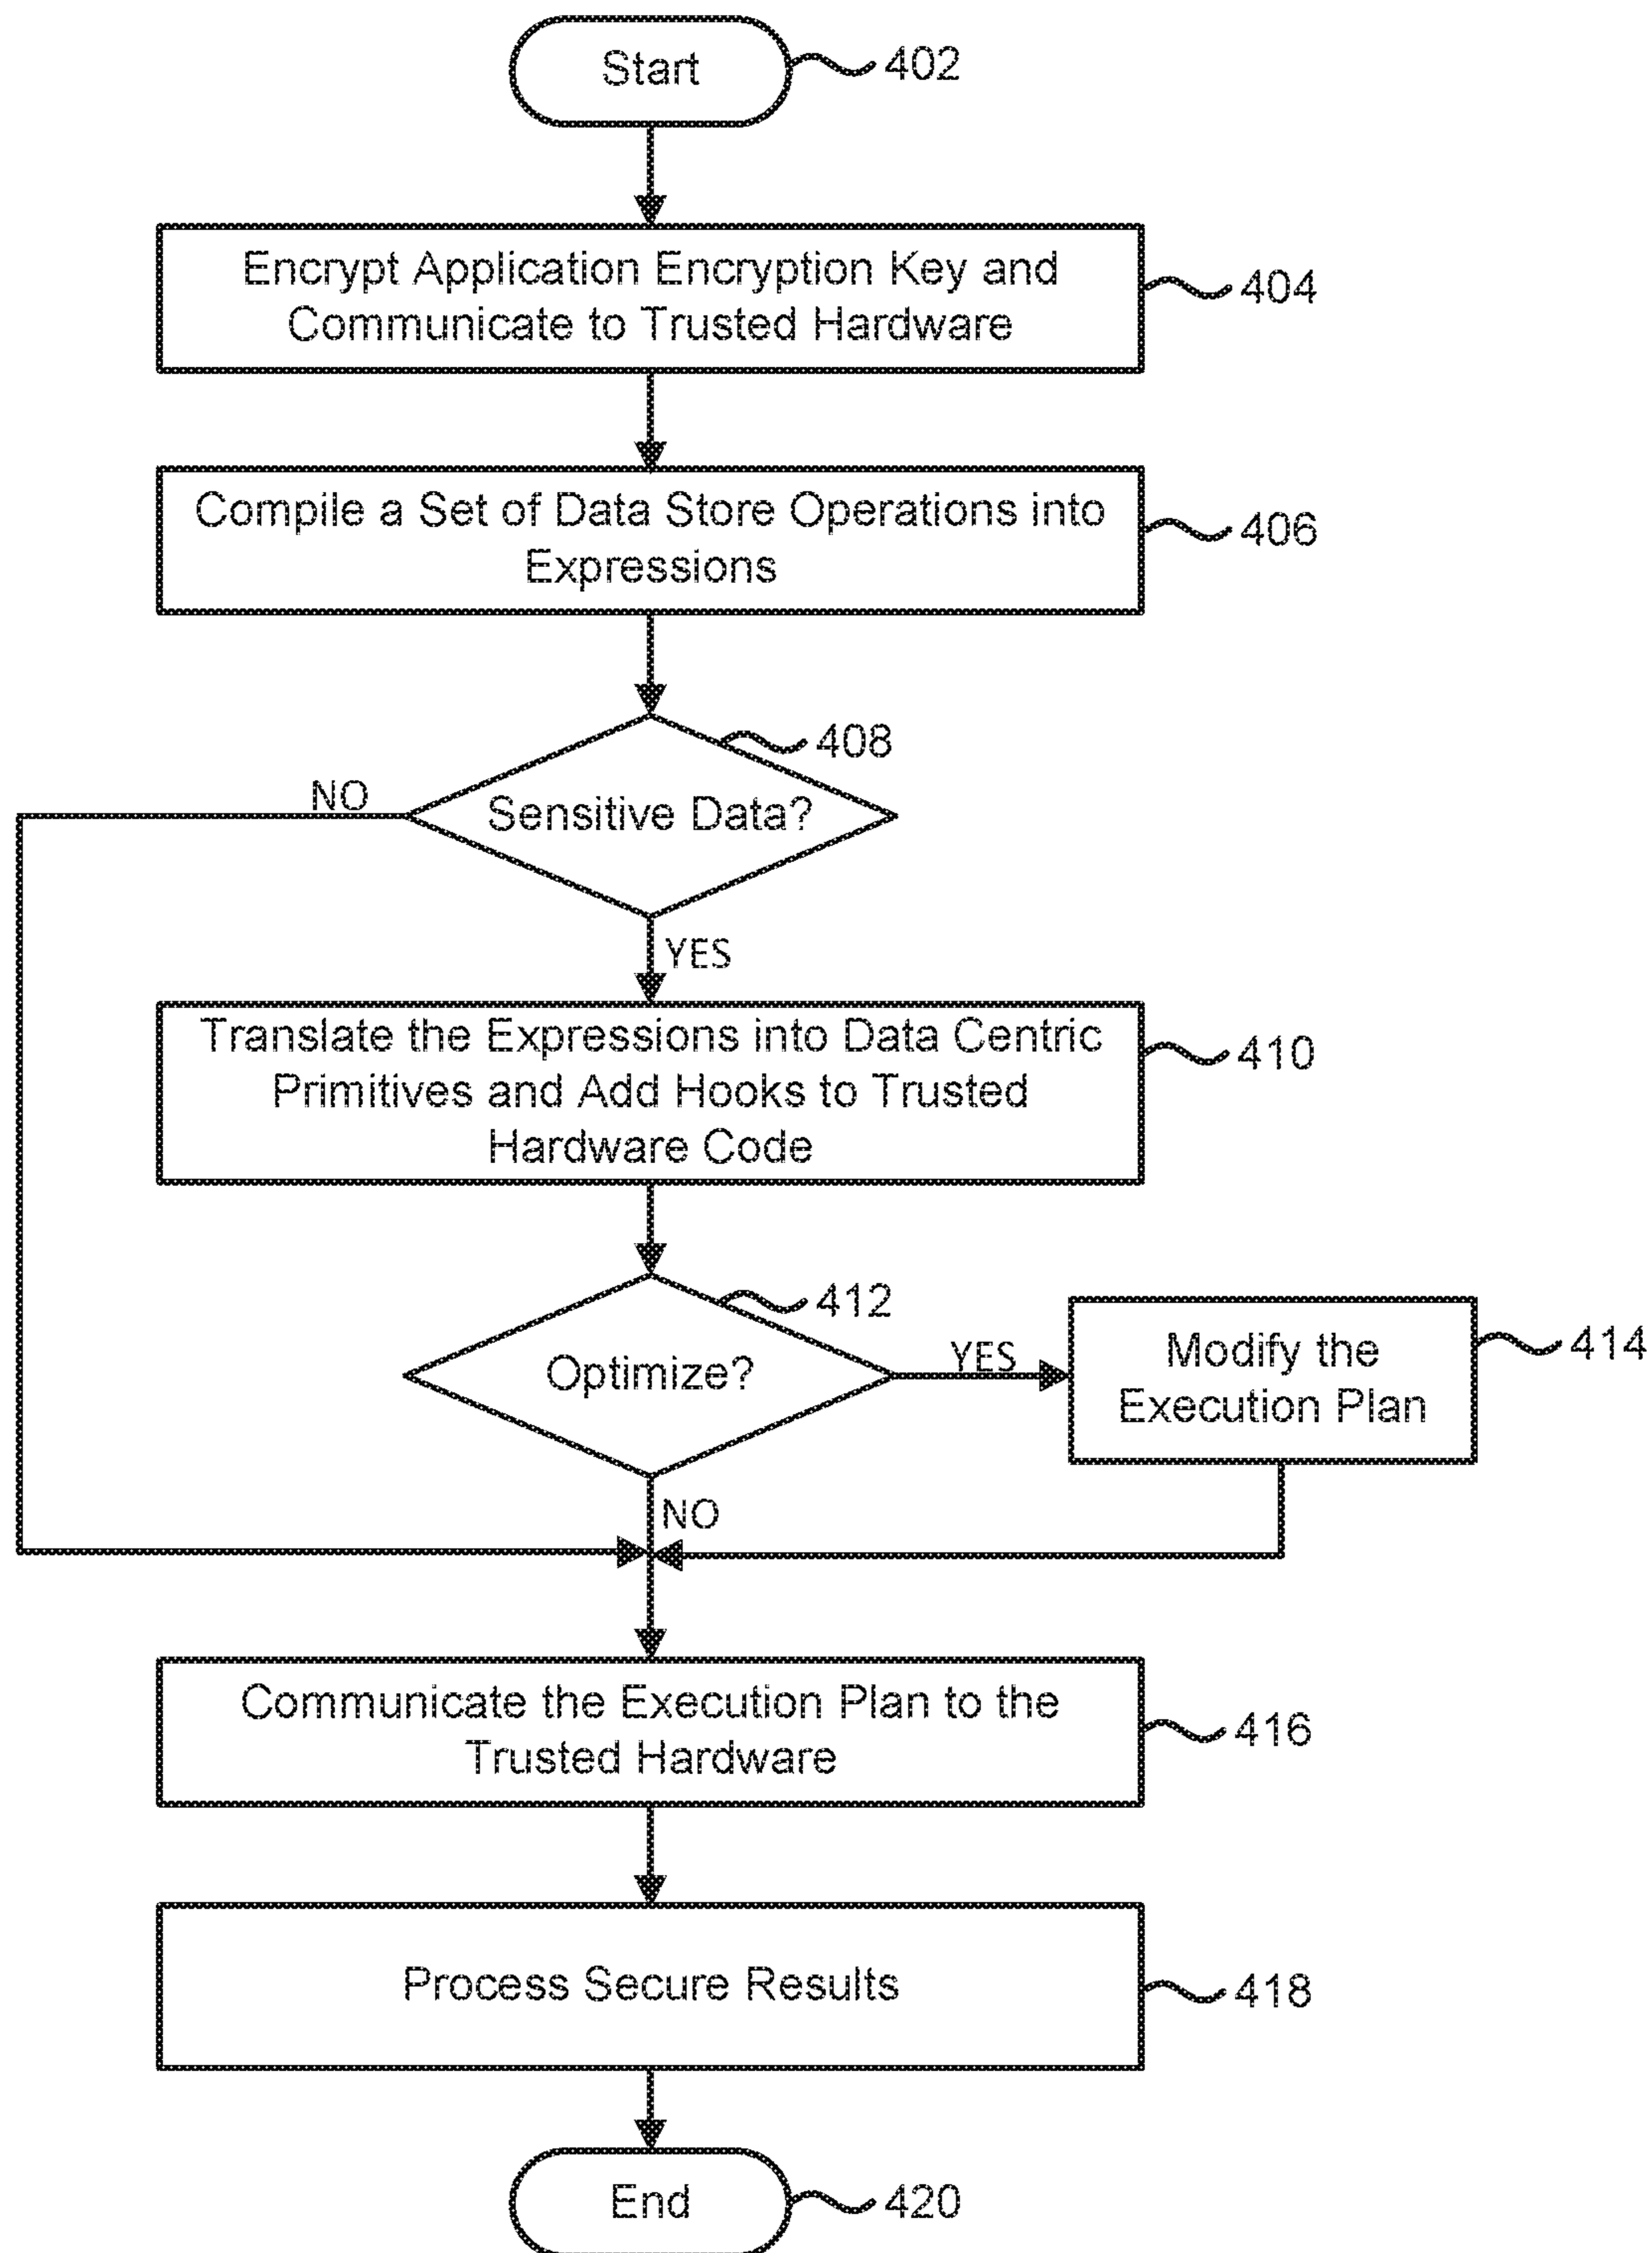 Start
402
Encrypt Application Encryption Key and
Communicate to Trusted Hardware
404
Compile a Set of Data Store Operations into
Expressions
406
408
NO
Sensitive Data?
YES
Translate the Expressions into Data Centric
Primitives and Add Hooks to Trusted
Hardware Code
410
412
Optimize?
YES
Modify the
Execution Plan
414
NO
Communicate the Execution Plan to the
Trusted Hardware
416
Process Secure Results
418
End
420